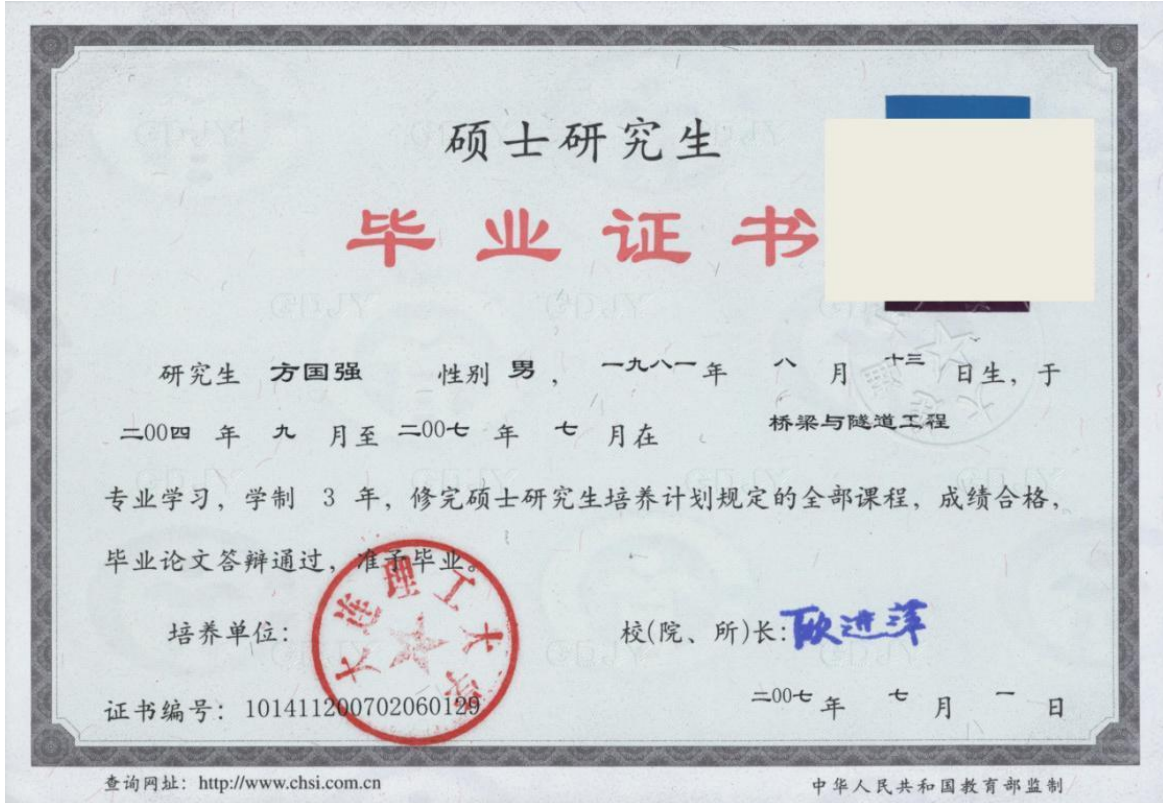 硕士研究生
毕业证书
研究生 方国强 性别 男 ， 一九八一 年 八 月 十三 日生，于
二00四 年 九 月至 二00七 年 七 月在 桥梁与隧道工程
专业学习，学制 3 年，修完硕士研究生培养计划规定的全部课程，成绩合格，
毕业论文答辩通过，准予毕业。
大连理工大学
培养单位： 校(院、所)长：欧进萍
证书编号：101411200702060129 二00七 年 七 月 一 日
查询网址：http://www.chsi.com.cn 中华人民共和国教育部监制